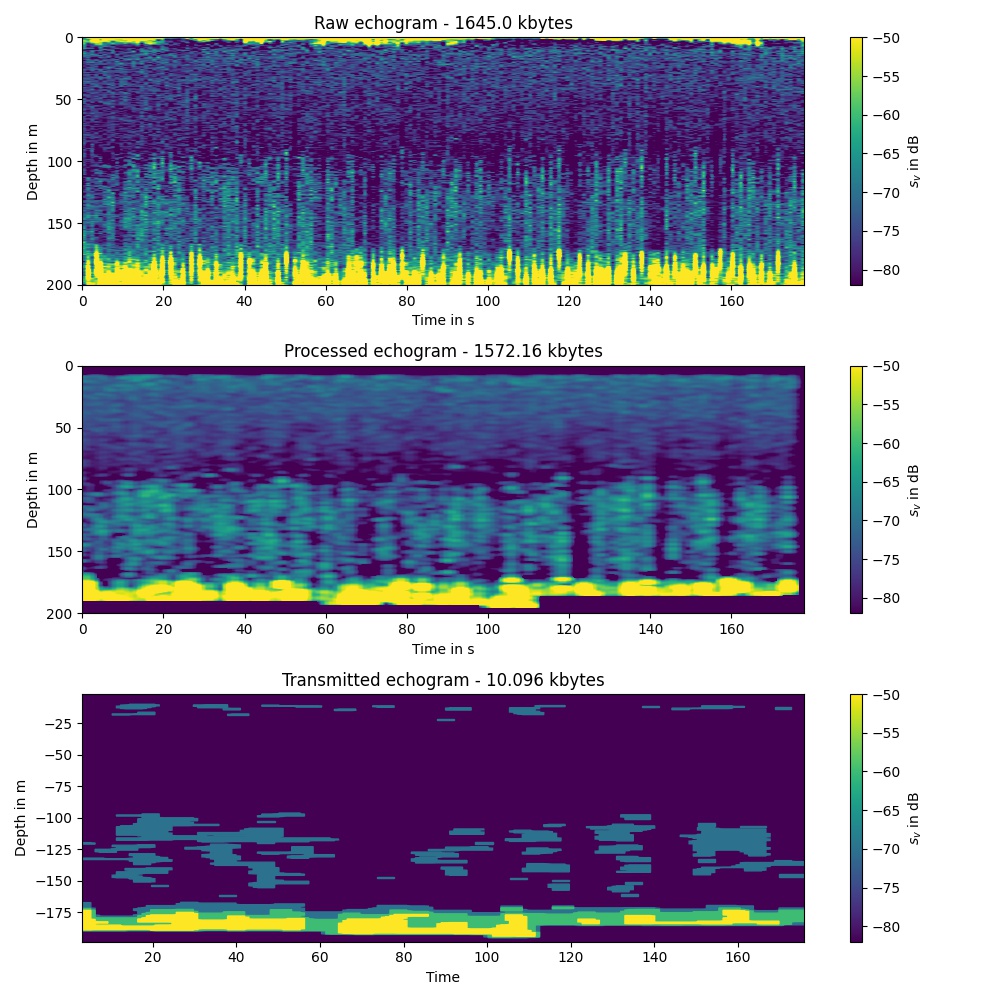 Raw echogram - 1645.0 kbytes
0
50
100
150
200
Depth in m
0 20 40 60 80 100 120 140 160
Time in s
−50
−55
−60
−65
−70
−75
−80
sv in dB
Processed echogram - 1572.16 kbytes
0
50
100
150
200
Depth in m
0 20 40 60 80 100 120 140 160
Time in s
−50
−55
−60
−65
−70
−75
−80
sv in dB
Transmitted echogram - 10.096 kbytes
−25
−50
−75
−100
−125
−150
−175
Depth in m
20 40 60 80 100 120 140 160
Time
−50
−55
−60
−65
−70
−75
−80
sv in dB